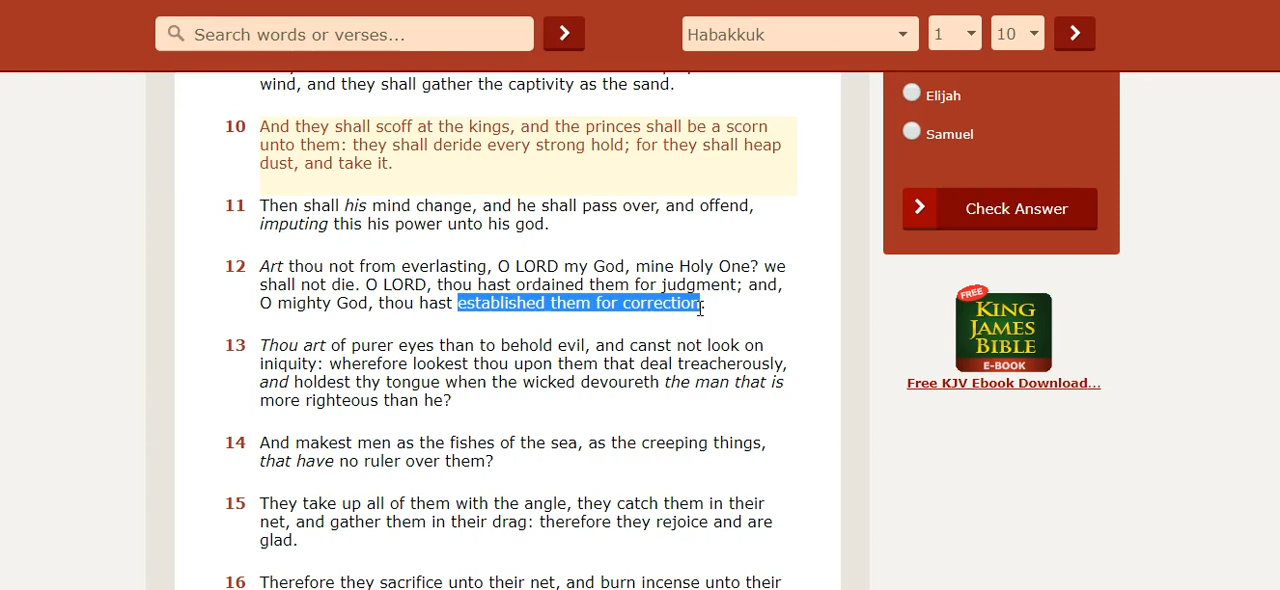 Search words or verses...
Habakkuk
1
10
wind, and they shall gather the captivity as the sand.
10 And they shall scoff at the kings, and the princes shall be a scorn
unto them: they shall deride every strong hold; for they shall heap
dust, and take it.
11 Then shall his mind change, and he shall pass over, and offend,
imputing this his power unto his god.
12 Art thou not from everlasting, O LORD my God, mine Holy One? we
shall not die. O LORD, thou hast ordained them for judgment; and,
O mighty God, thou hast established them for correction.
13 Thou art of purer eyes than to behold evil, and canst not look on
iniquity: wherefore lookest thou upon them that deal treacherously,
and holdest thy tongue when the wicked devoureth the man that is
more righteous than he?
14 And makest men as the fishes of the sea, as the creeping things,
that have no ruler over them?
15 They take up all of them with the angle, they catch them in their
net, and gather them in their drag: therefore they rejoice and are
glad.
16 Therefore they sacrifice unto their net, and burn incense unto their
Elijah
Samuel
Check Answer
FREE
KING
JAMES
BIBLE
E-BOOK
Free KJV Ebook Download...